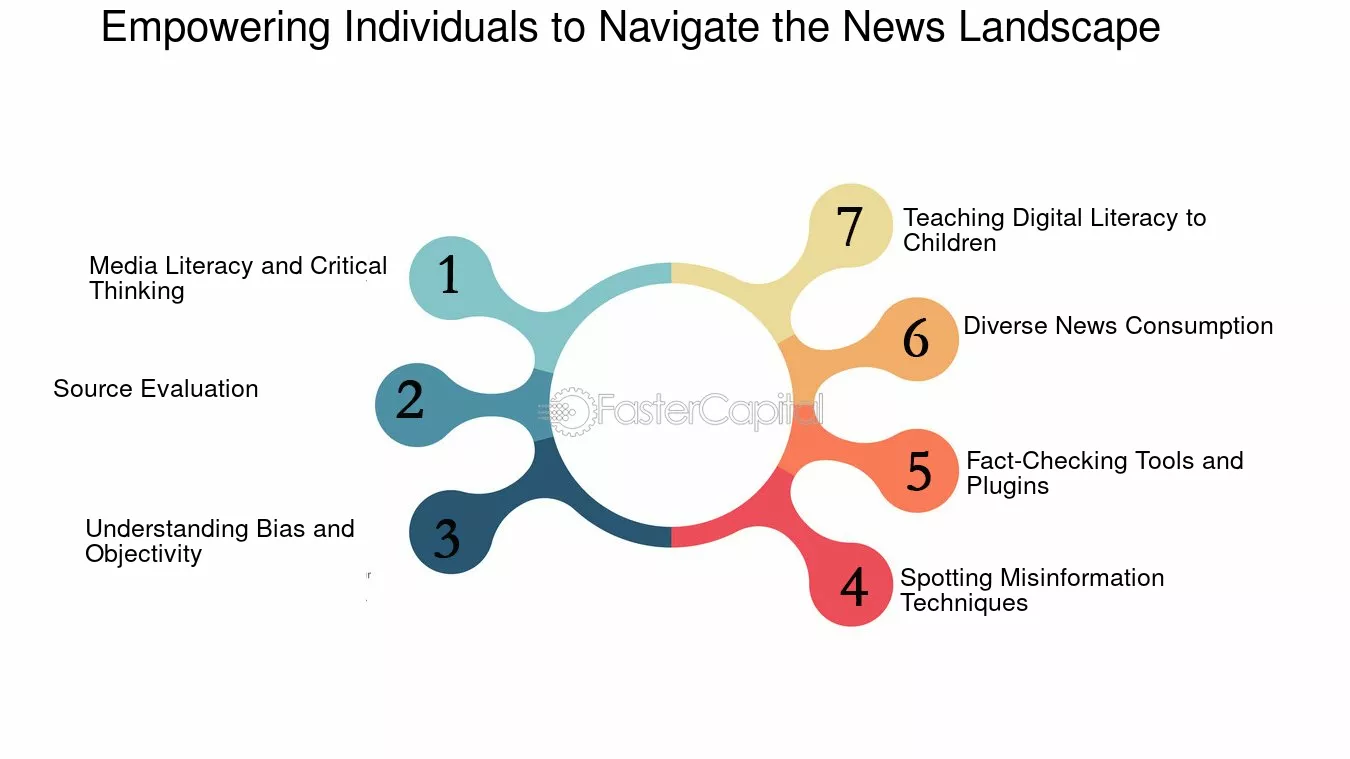 Empowering Individuals to Navigate the News Landscape
1
Media Literacy and Critical
Thinking
2
Source Evaluation
3
Understanding Bias and
Objectivity
4
Spotting Misinformation
Techniques
5
Fact-Checking Tools and
Plugins
6
Diverse News Consumption
7
Teaching Digital Literacy to
Children
FasterCapital